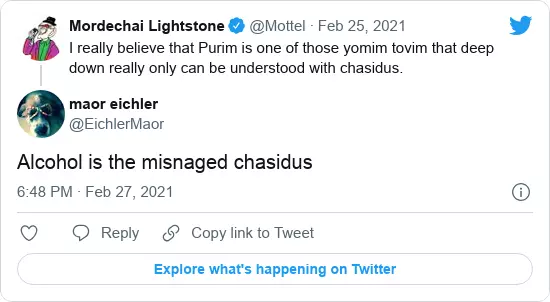 Mordechai Lightstone @Mottel · Feb 25, 2021
I really believe that Purim is one of those yomim tovim that deep
down really only can be understood with chasidus.
maor eichler
@EichlerMaor
Alcohol is the misnaged chasidus
6:48 PM · Feb 27, 2021
Reply Copy link to Tweet
Explore what's happening on Twitter